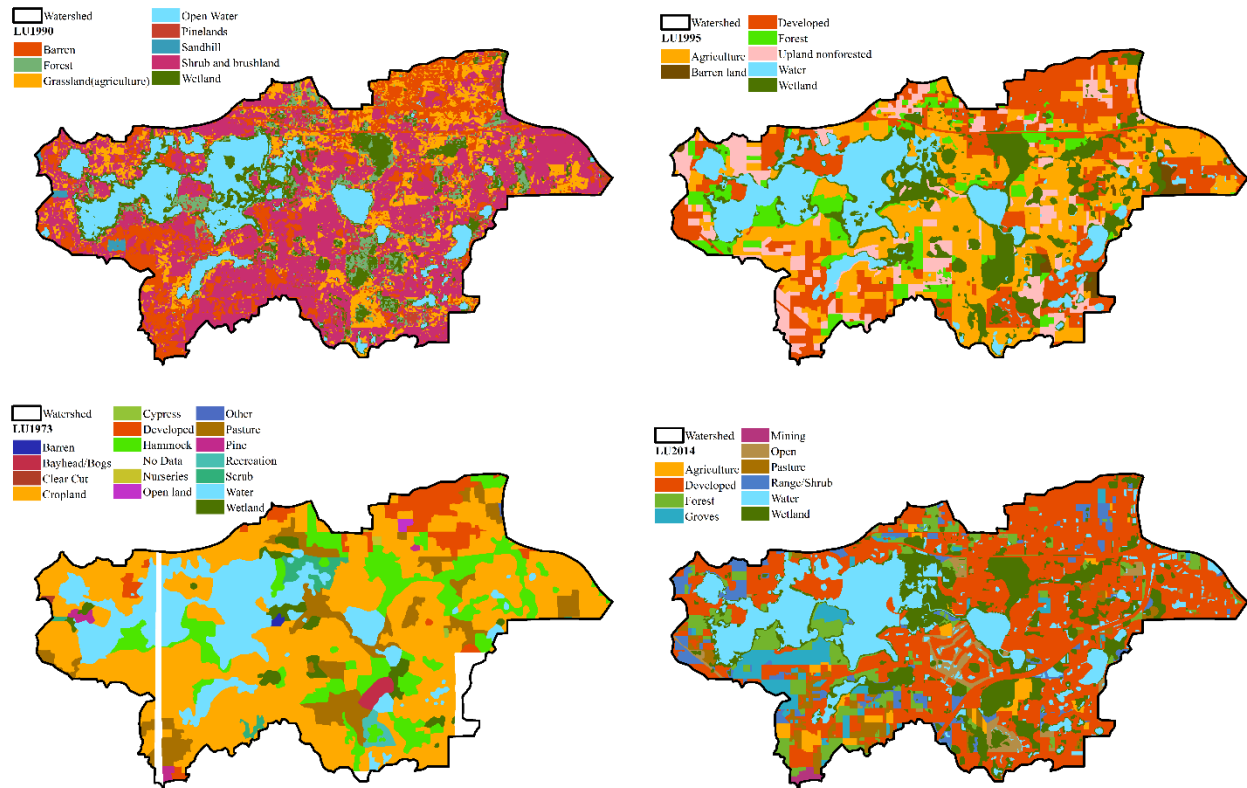 Watershed
LU1990
Barren
Forest
Grassland(agriculture)
Open Water
Pinelands
Sandhill
Shrub and brushland
Wetland
Watershed
LU1995
Agriculture
Barren land
Developed
Forest
Upland nonforested
Water
Wetland
Watershed
LU1973
Barren
Bayhead/Bogs
Clear Cut
Cropland
Cypress
Developed
Hammock
No Data
Nurseries
Open land
Other
Pasture
Pine
Recreation
Scrub
Water
Wetland
Watershed
LU2014
Agriculture
Developed
Forest
Groves
Mining
Open
Pasture
Range/Shrub
Water
Wetland